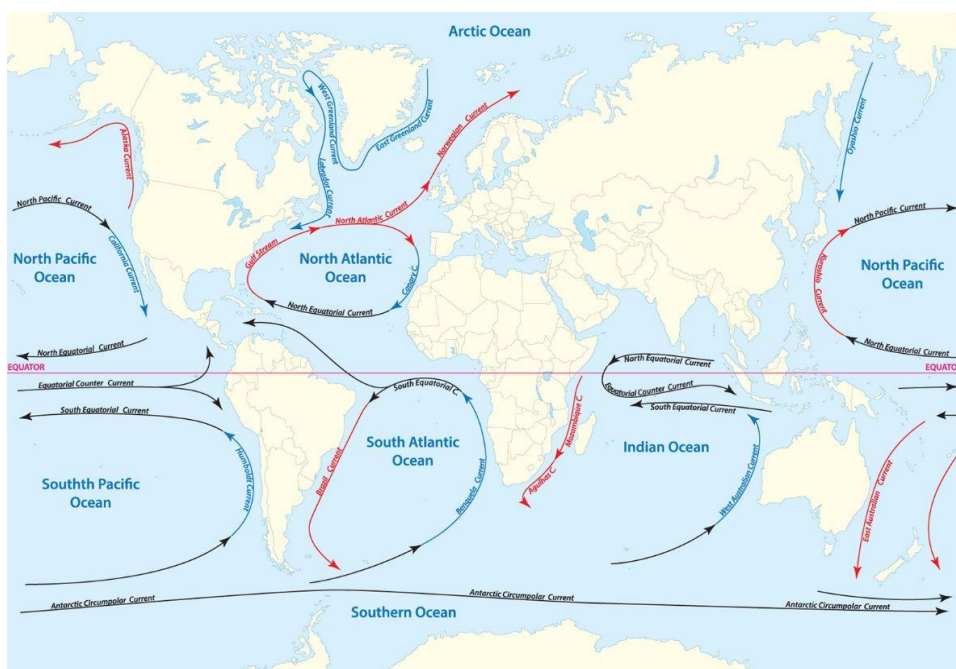 Arctic Ocean
West Greenland Current
East Greenland Current
Labrador Current
Norwegian Current
Oyashio Current
Alaska Current
North Pacific Current
California Current
North Pacific
Ocean
North Atlantic Current
Gulf Stream
North Atlantic
Ocean
Canary C.
North Equatorial Current
North Pacific Current
Kuroshio Current
North Pacific
Ocean
North Equatorial Current
North Equatorial Current
North Equatorial Current
EQUATOR
EQUATO
Equatorial Counter Current
South Equatorial C.
Equatorial Counter Current
South Equatorial Current
South Equatorial Current
Mozambique C.
Agulhas C.
Southth Pacific
Ocean
Humboldt Current
Brazil Current
South Atlantic
Ocean
Benguela Current
Indian Ocean
West Australian Current
East Australian Current
Antarctic Circumpolar Current
Antarctic Circumpolar Current
Antarctic Circumpolar Current
Southern Ocean